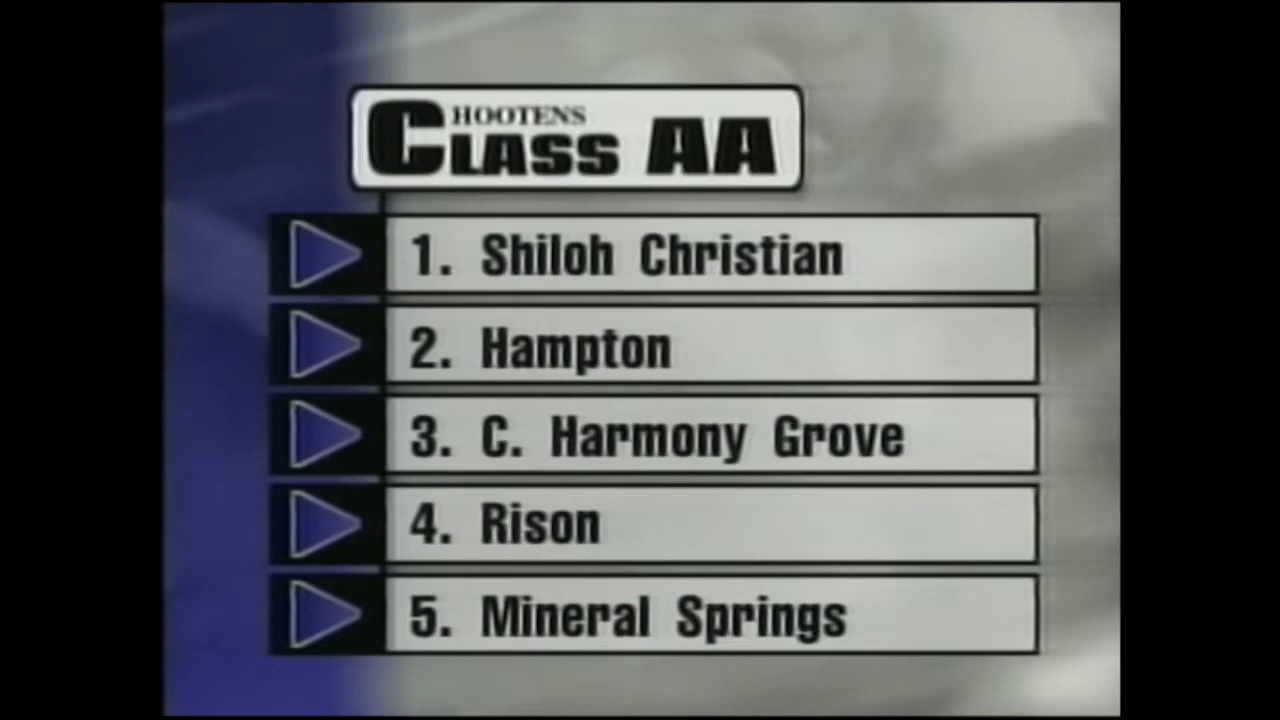 HOOTENS
CLASS AA
1. Shiloh Christian
2. Hampton
3. C. Harmony Grove
4. Rison
5. Mineral Springs